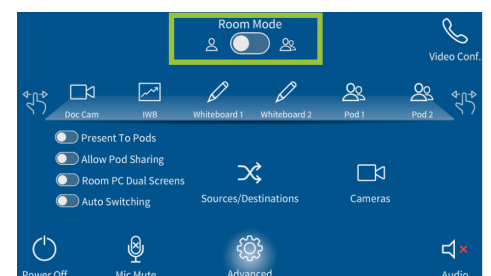 Room Mode
Video Conf.
Doc Cam
IWB
Whiteboard 1
Whiteboard 2
Pod 1
Pod 2
Present To Pods
Allow Pod Sharing
Room PC Dual Screens
Auto Switching
Sources/Destinations
Cameras
Power Off
Mic Mute
Advanced
Audio